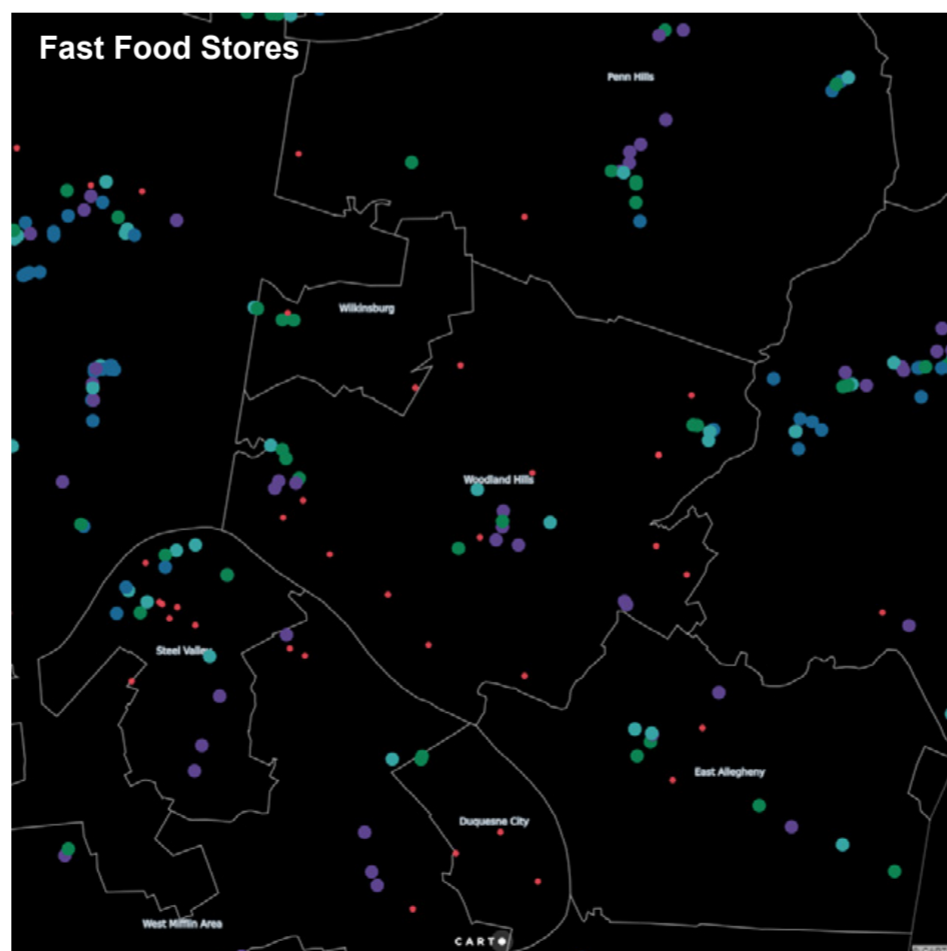 Fast Food Stores
Penn Hills
Wilkinsburg
Woodland Hills
Steel Valley
East Allegheny
Duquesne City
West Mifflin Area
CARTO